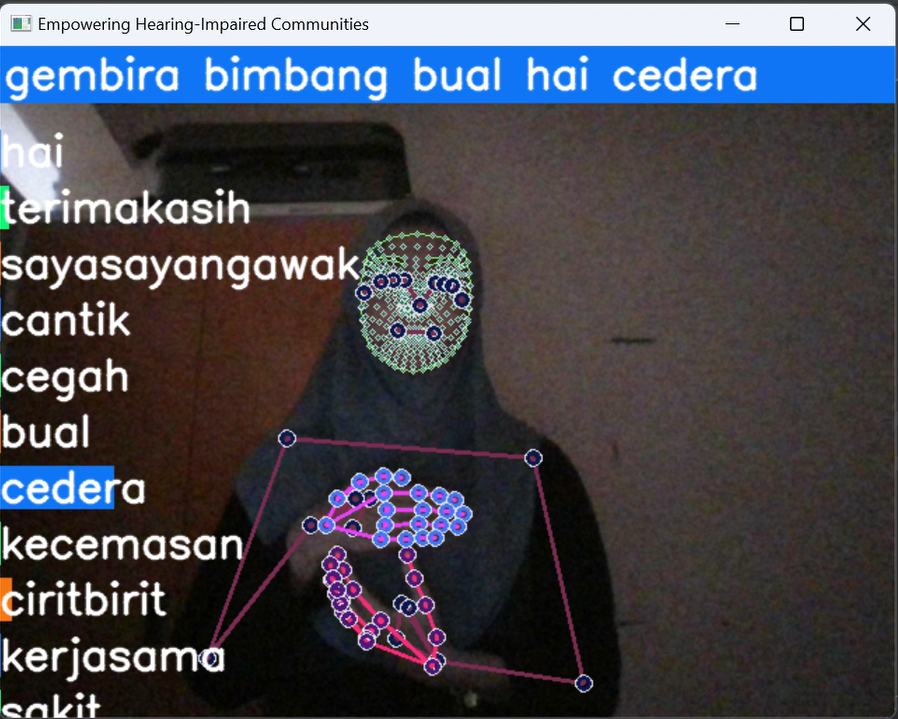 Empowering Hearing-Impaired Communities
gembira bimbang bual hai cedera
hai
terimakasih
sayasayangawak
cantik
cegah
bual
cedera
kecemasan
ciritbirit
kerjasama
sakit